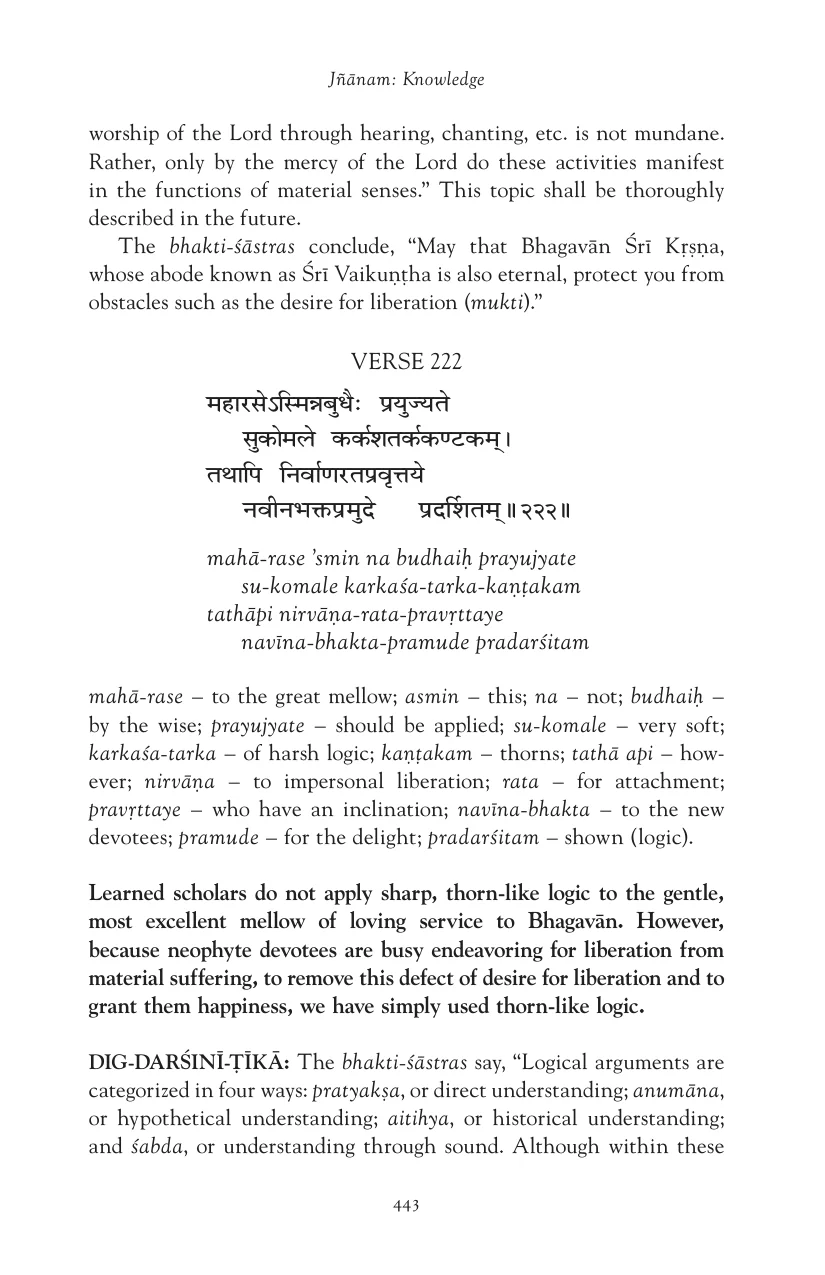 Jñānam: Knowledge
worship of the Lord through hearing, chanting, etc. is not mundane.
Rather, only by the mercy of the Lord do these activities manifest
in the functions of material senses.” This topic shall be thoroughly
described in the future.
The bhakti-śāstras conclude, “May that Bhagavān Śrī Kṛṣṇa,
whose abode known as Śrī Vaikuṇṭha is also eternal, protect you from
obstacles such as the desire for liberation (mukti).”
VERSE 222
महारसेऽस्मिन्नबुधैः प्रयुज्यते
सुकोमले कर्कशतर्ककण्टकम् ।
तथापि निर्वाणरतप्रवृत्तये
नवीनभक्तप्रमुदे प्रदर्शितम् ॥ २२२ ॥
mahā-rase ’smin na budhaiḥ prayujyate
su-komale karkaśa-tarka-kaṇṭakam
tathāpi nirvāṇa-rata-pravṛttaye
navīna-bhakta-pramude pradarśitam
mahā-rase – to the great mellow; asmin – this; na – not; budhaiḥ –
by the wise; prayujyate – should be applied; su-komale – very soft;
karkaśa-tarka – of harsh logic; kaṇṭakam – thorns; tathā api – how-
ever; nirvāṇa – to impersonal liberation; rata – for attachment;
pravṛttaye – who have an inclination; navīna-bhakta – to the new
devotees; pramude – for the delight; pradarśitam – shown (logic).
Learned scholars do not apply sharp, thorn-like logic to the gentle,
most excellent mellow of loving service to Bhagavān. However,
because neophyte devotees are busy endeavoring for liberation from
material suffering, to remove this defect of desire for liberation and to
grant them happiness, we have simply used thorn-like logic.
DIG-DARŚINĪ-ṬĪKĀ: The bhakti-śāstras say, “Logical arguments are
categorized in four ways: pratyakṣa, or direct understanding; anumāna,
or hypothetical understanding; aitihya, or historical understanding;
and śabda, or understanding through sound. Although within these
443